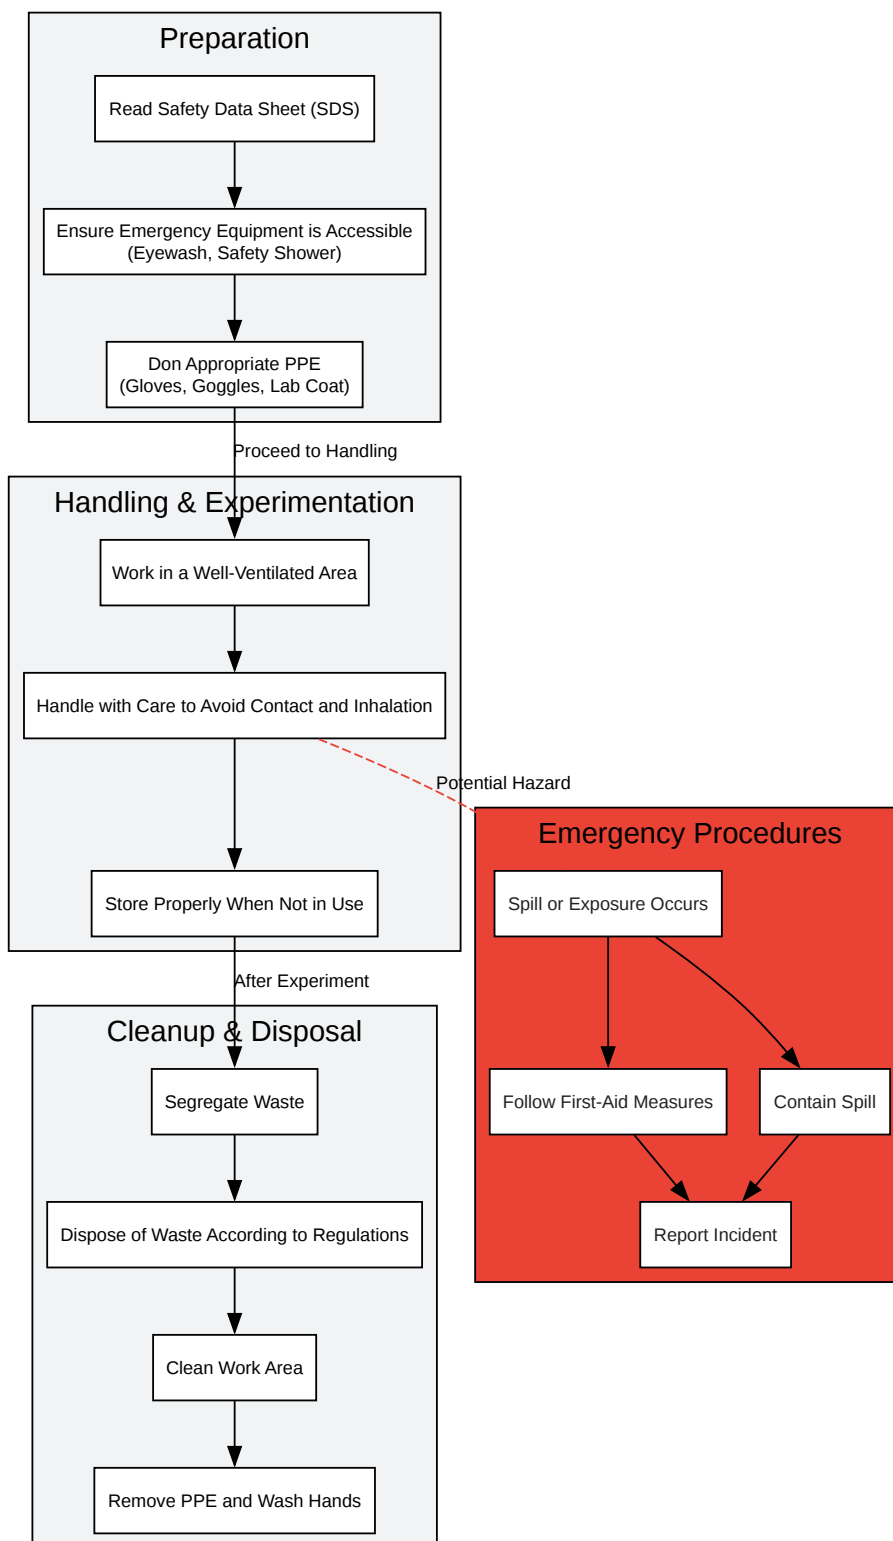 Preparation
Read Safety Data Sheet (SDS)
Ensure Emergency Equipment is Accessible
(Eyewash, Safety Shower)
Don Appropriate PPE
(Gloves, Goggles, Lab Coat)
Proceed to Handling
Handling & Experimentation
Work in a Well-Ventilated Area
Handle with Care to Avoid Contact and Inhalation
Potential Hazard
Store Properly When Not in Use
After Experiment
Emergency Procedures
Spill or Exposure Occurs
Follow First-Aid Measures
Contain Spill
Report Incident
Cleanup & Disposal
Segregate Waste
Dispose of Waste According to Regulations
Clean Work Area
Remove PPE and Wash Hands